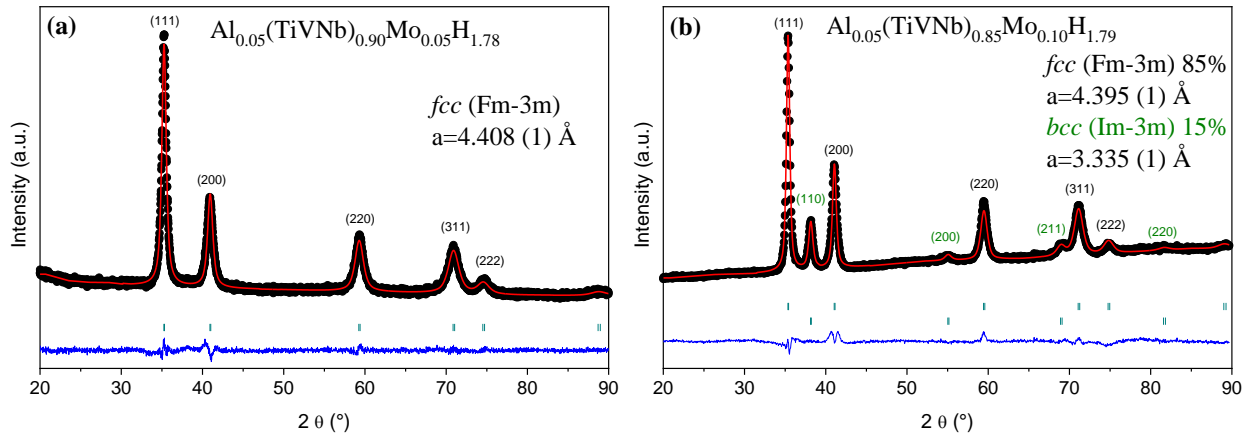 (a)
Al0.05(TiVNb)0.90Mo0.05H1.78
fcc (Fm-3m)
a=4.408 (1) Å
(111)
(200)
(220)
(311)
(222)
Intensity (a.u.)
20 30 40 50 60 70 80 90
2 θ (°)
(b)
Al0.05(TiVNb)0.85Mo0.10H1.79
fcc (Fm-3m) 85%
a=4.395 (1) Å
bcc (Im-3m) 15%
a=3.335 (1) Å
(111)
(110)
(200)
(200)
(220)
(211)
(311)
(222)
(220)
Intensity (a.u.)
20 30 40 50 60 70 80 90
2 θ (°)